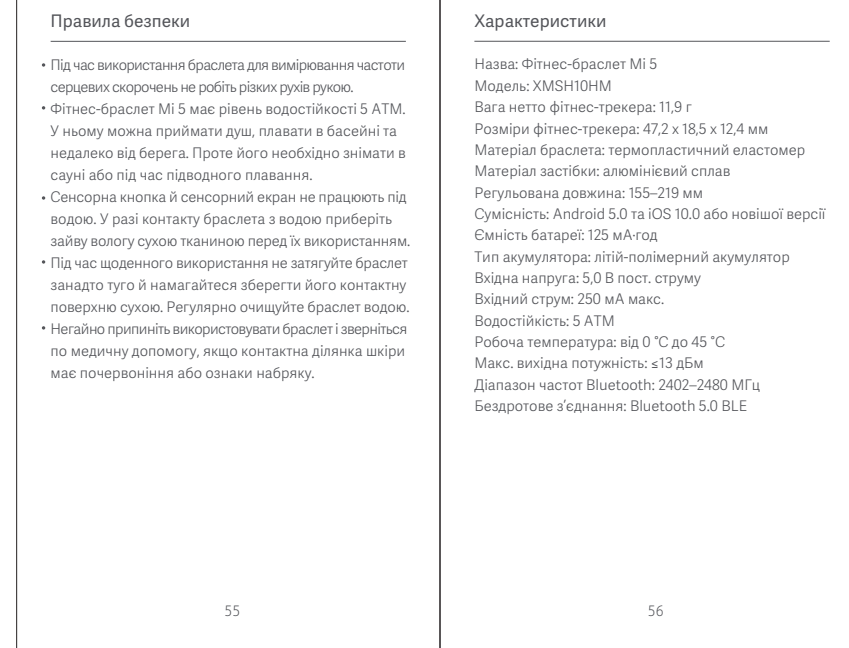 Правила безпеки
• Під час використання браслета для вимірювання частоти
серцевих скорочень не робіть різких рухів рукою.
• Фітнес-браслет Mi 5 має рівень водостійкості 5 ATM.
У ньому можна приймати душ, плавати в басейні та
недалеко від берега. Проте його необхідно знімати в
сауні або під час підводного плавання.
• Сенсорна кнопка й сенсорний екран не працюють під
водою. У разі контакту браслета з водою приберіть
зайву вологу сухою тканиною перед їх використанням.
• Під час щоденного використання не затягуйте браслет
занадто туго й намагайтеся зберегти його контактну
поверхню сухою. Регулярно очищуйте браслет водою.
• Негайно припиніть використовувати браслет і зверніться
по медичну допомогу, якщо контактна ділянка шкіри
має почервоніння або ознаки набряку.
55
Характеристики
Назва: Фітнес-браслет Mi 5
Модель: XMSH10HM
Вага нетто фітнес-трекера: 11,9 г
Розміри фітнес-трекера: 47,2 x 18,5 x 12,4 мм
Матеріал браслета: термопластичний еластомер
Матеріал застібки: алюмінієвий сплав
Регульована довжина: 155–219 мм
Сумісність: Android 5.0 та iOS 10.0 або новішої версії
Ємність батареї: 125 мА·год
Тип акумулятора: літій-полімерний акумулятор
Вхідна напруга: 5,0 В пост. струму
Вхідний струм: 250 мА макс.
Водостійкість: 5 ATM
Робоча температура: від 0 °C до 45 °C
Макс. вихідна потужність: ≤13 дБм
Діапазон частот Bluetooth: 2402–2480 МГц
Бездротове з’єднання: Bluetooth 5.0 BLE
56